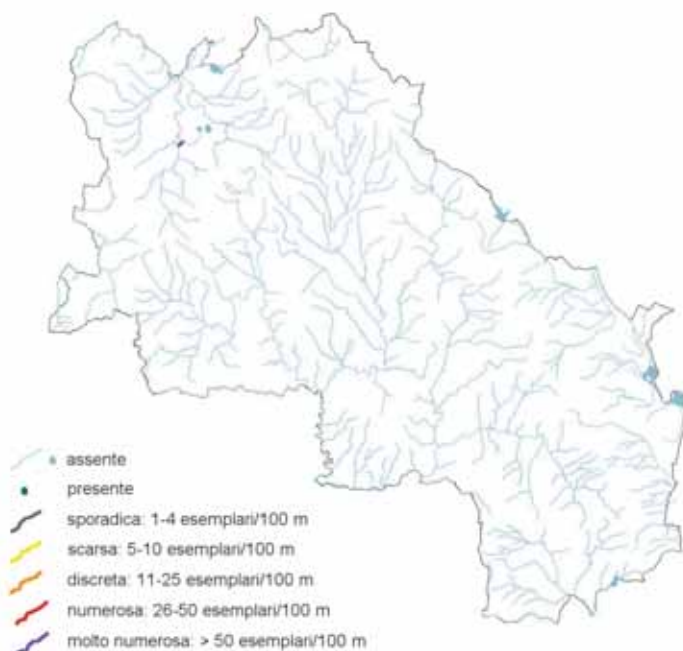 assente
presente
sporadica: 1-4 esemplari/100 m
scarsa: 5-10 esemplari/100 m
discreta: 11-25 esemplari/100 m
numerosa: 26-50 esemplari/100 m
molto numerosa: > 50 esemplari/100 m